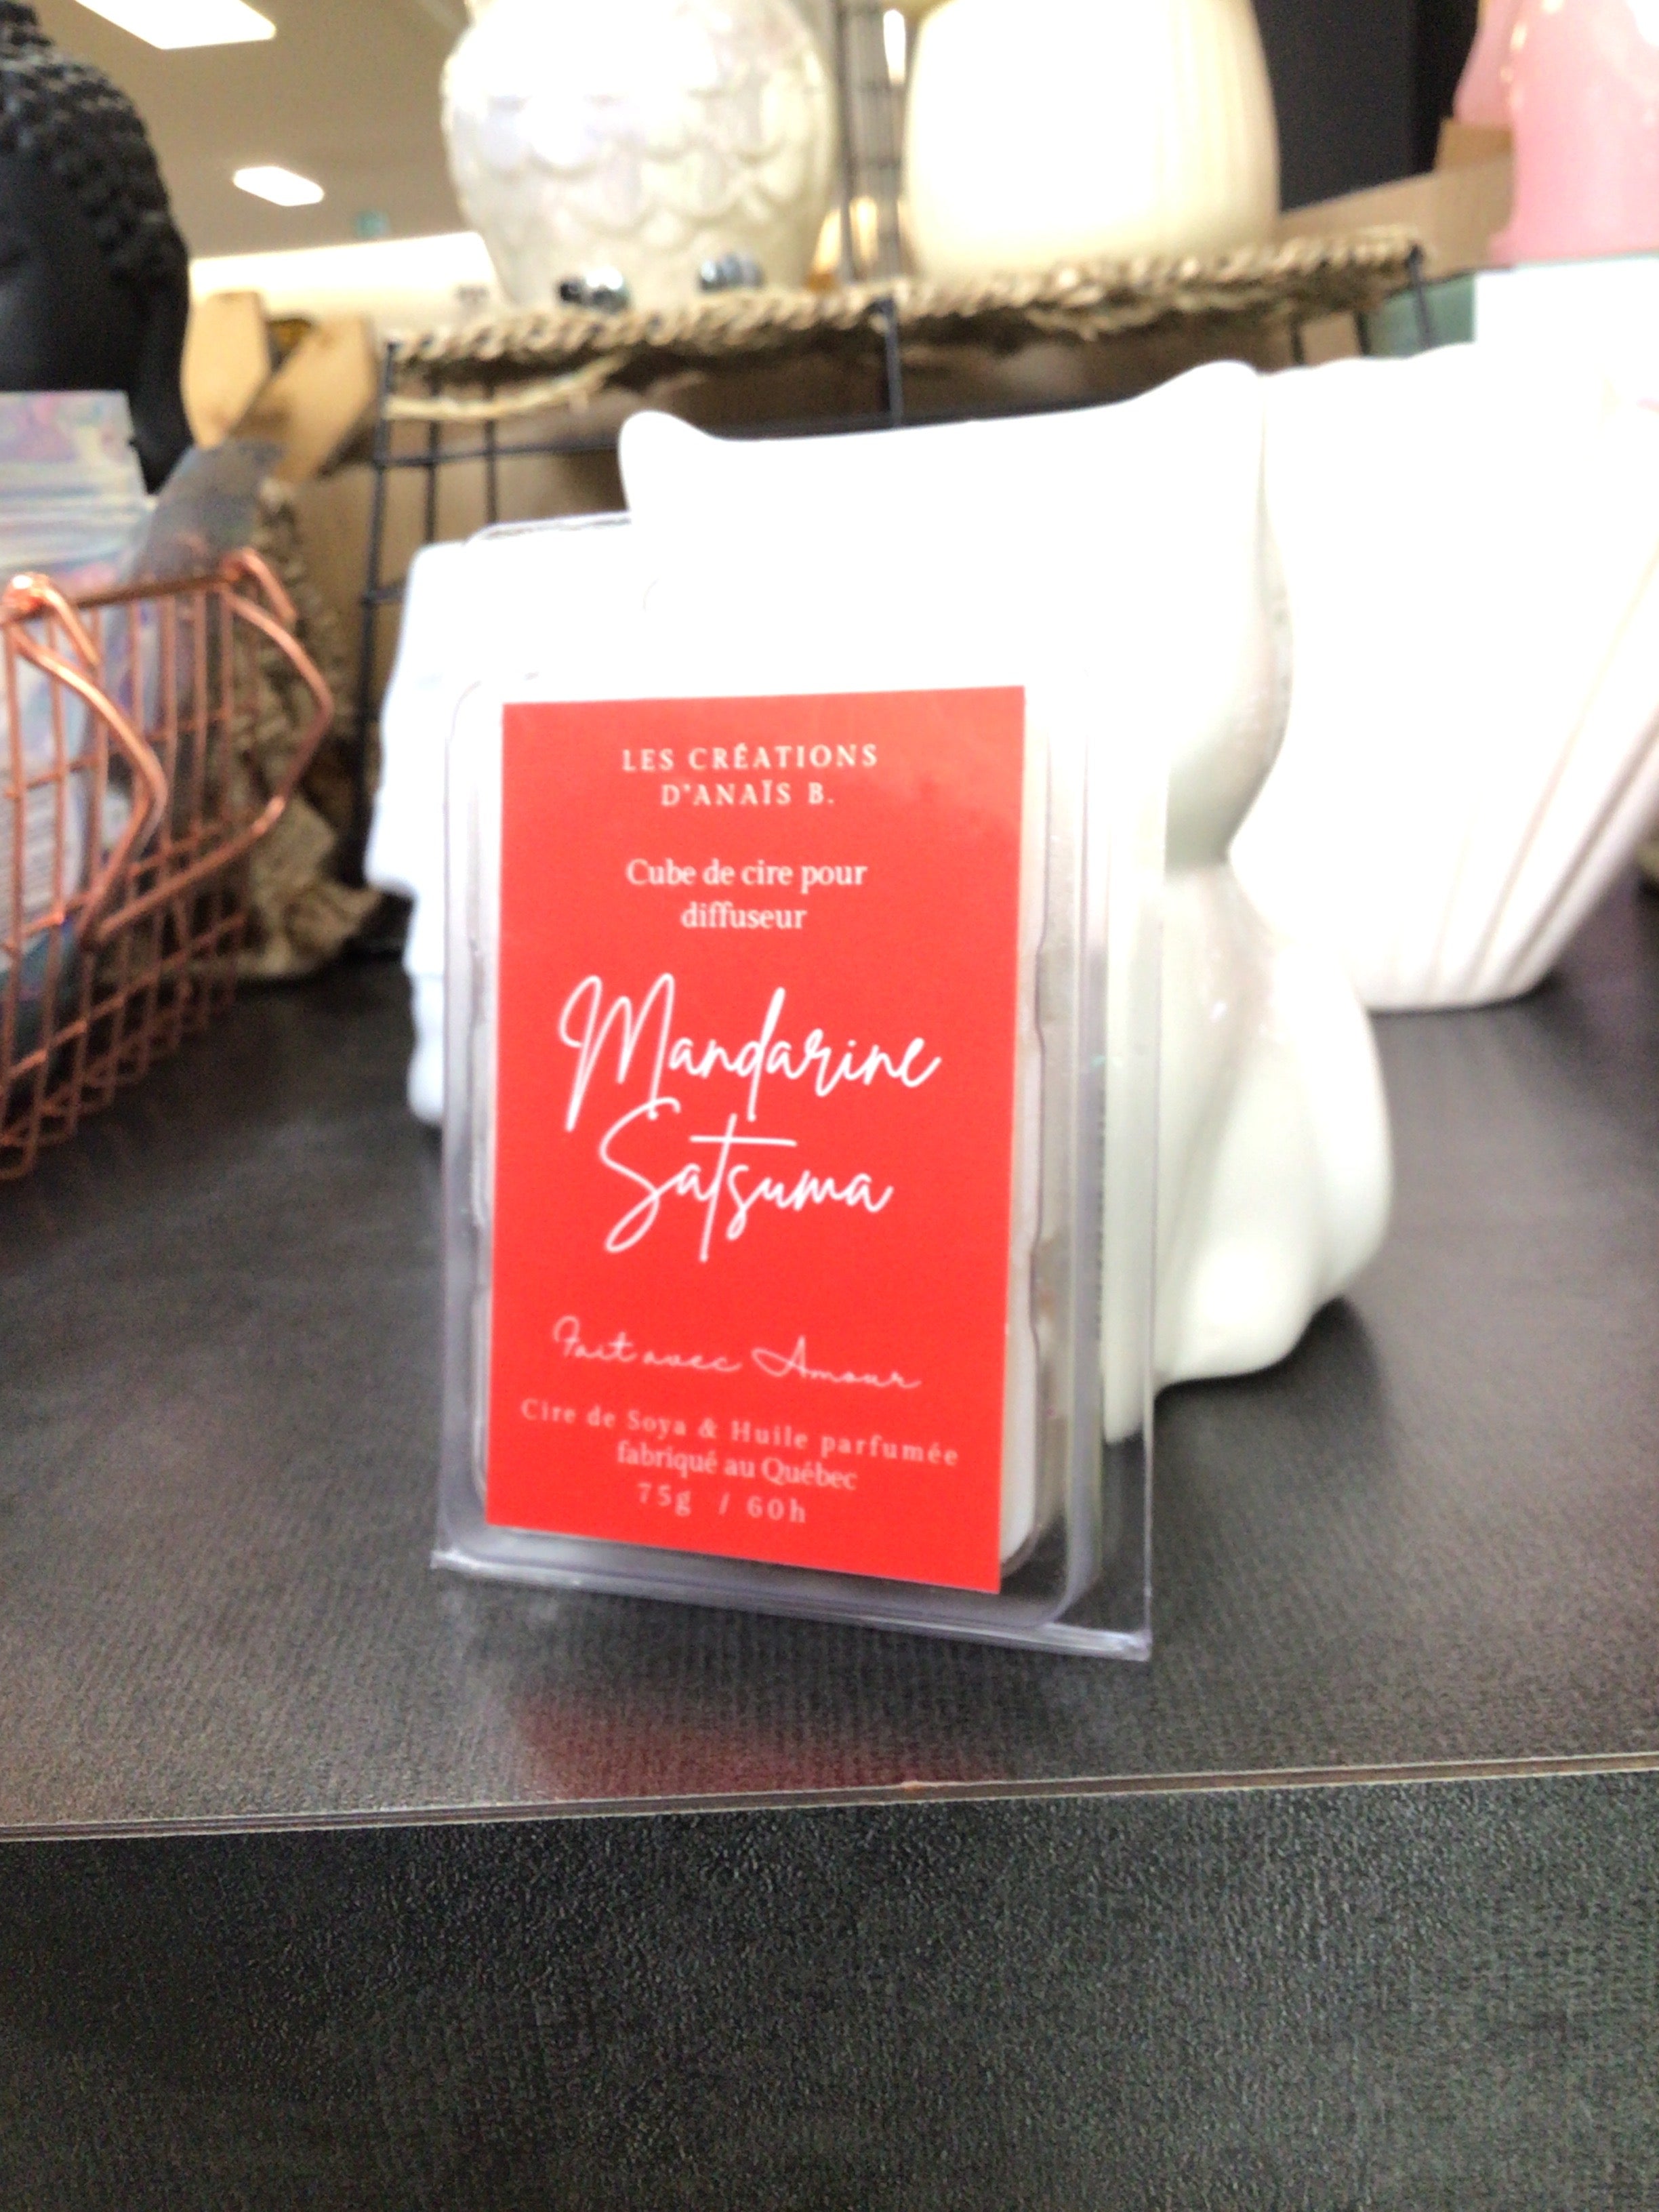 LES CRÉATIONS
D'ANAÏS B.
Cube de cire pour
diffuseur
Mandarine
Satsuma
Fait avec Amour
Cire de Soya & Huile parfumée
fabriqué au Québec
75g / 60h